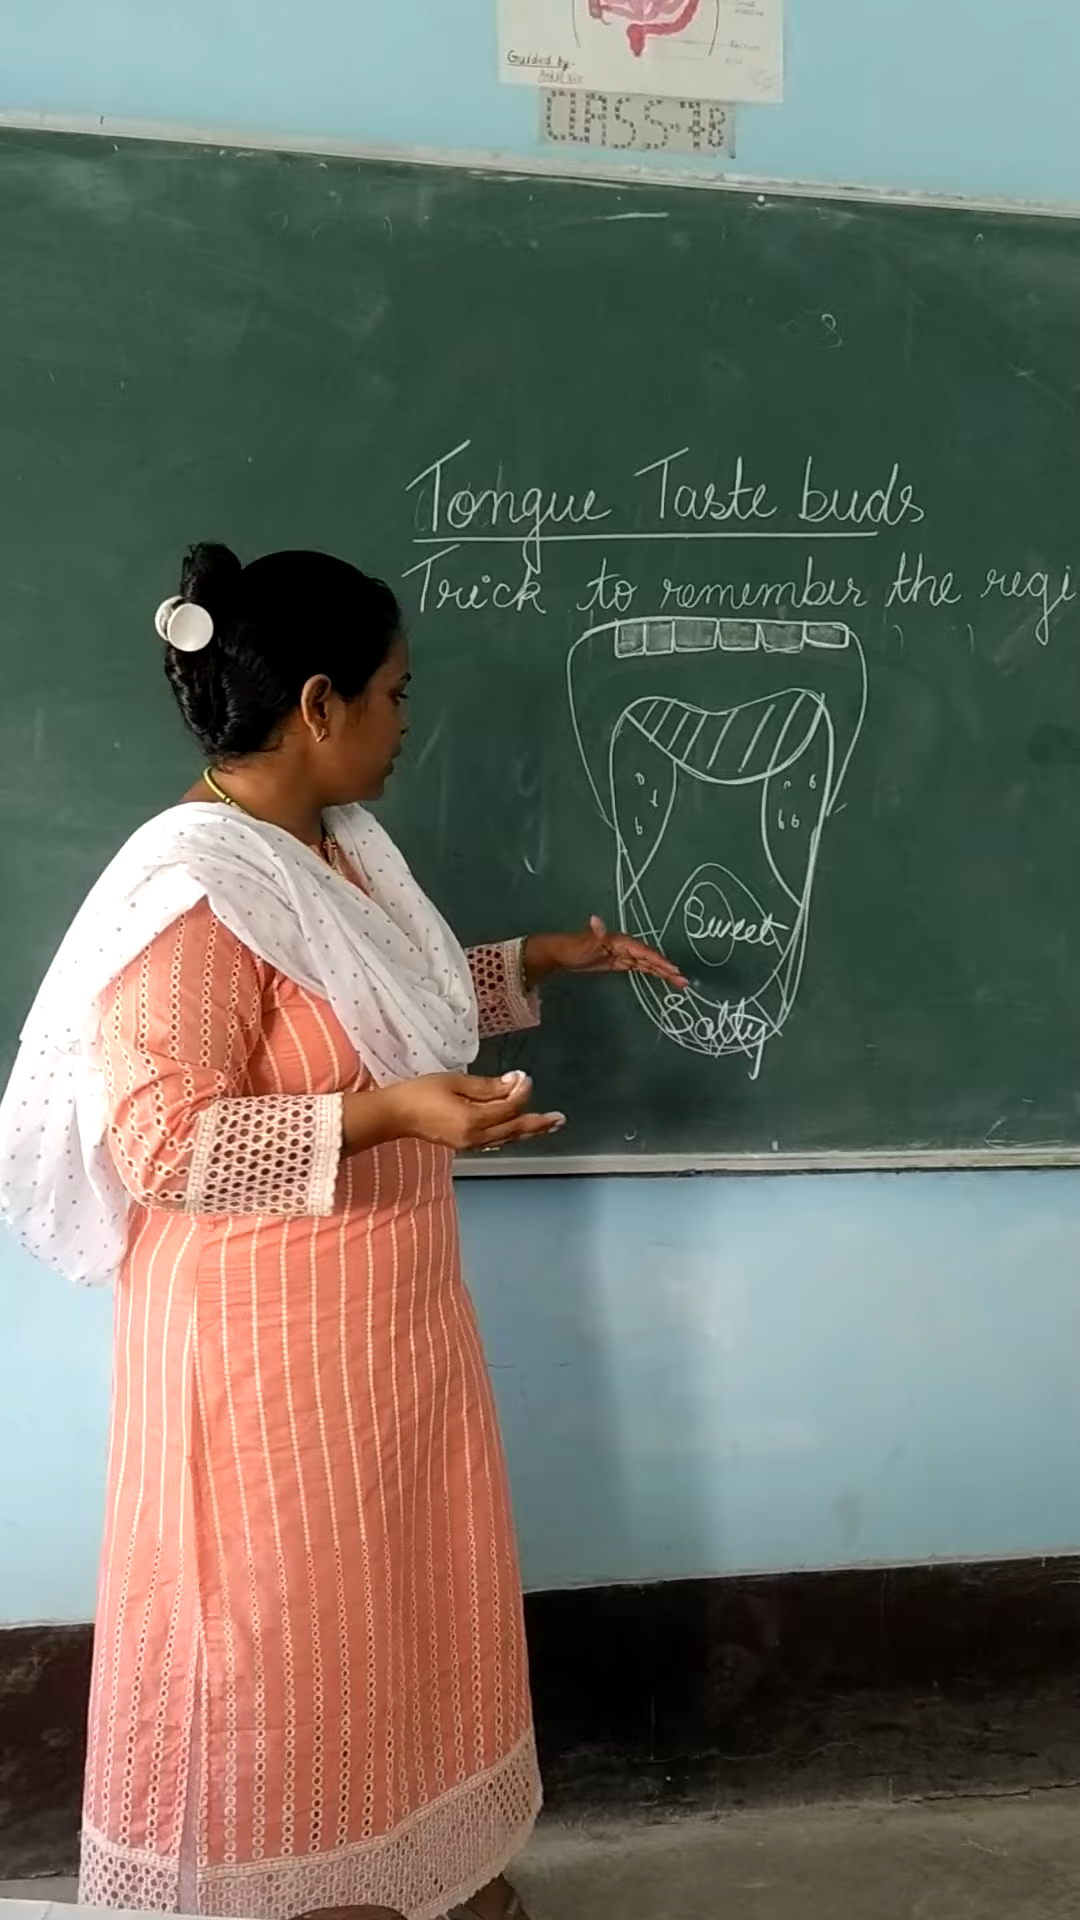 Guided by-
CLASS-7B
Tongue Taste buds
Trick to remember the regi
Sweet
Salty